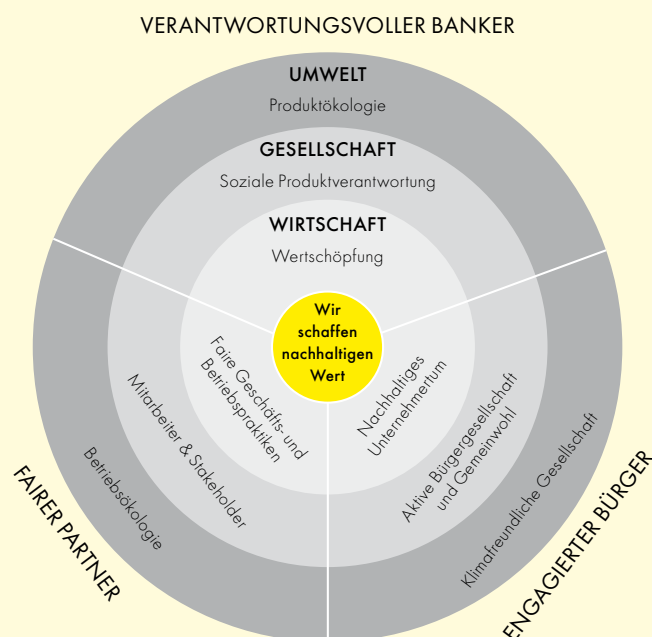 VERANTWORTUNGSVOLLER BANKER
UMWELT
Produktökologie
GESELLSCHAFT
Soziale Produktverantwortung
WIRTSCHAFT
Wertschöpfung
Wir
schaffen
nachhaltigen
Wert
Faire Geschäfts- und
Betriebspraktiken
Mitarbeiter & Stakeholder
Betriebsökologie
FAIRER PARTNER
Nachhaltiges
Unternehmertum
Aktive Bürgergesellschaft
und Gemeinwohl
Klimafreundliche Gesellschaft
ENGAGIERTER BÜRGER